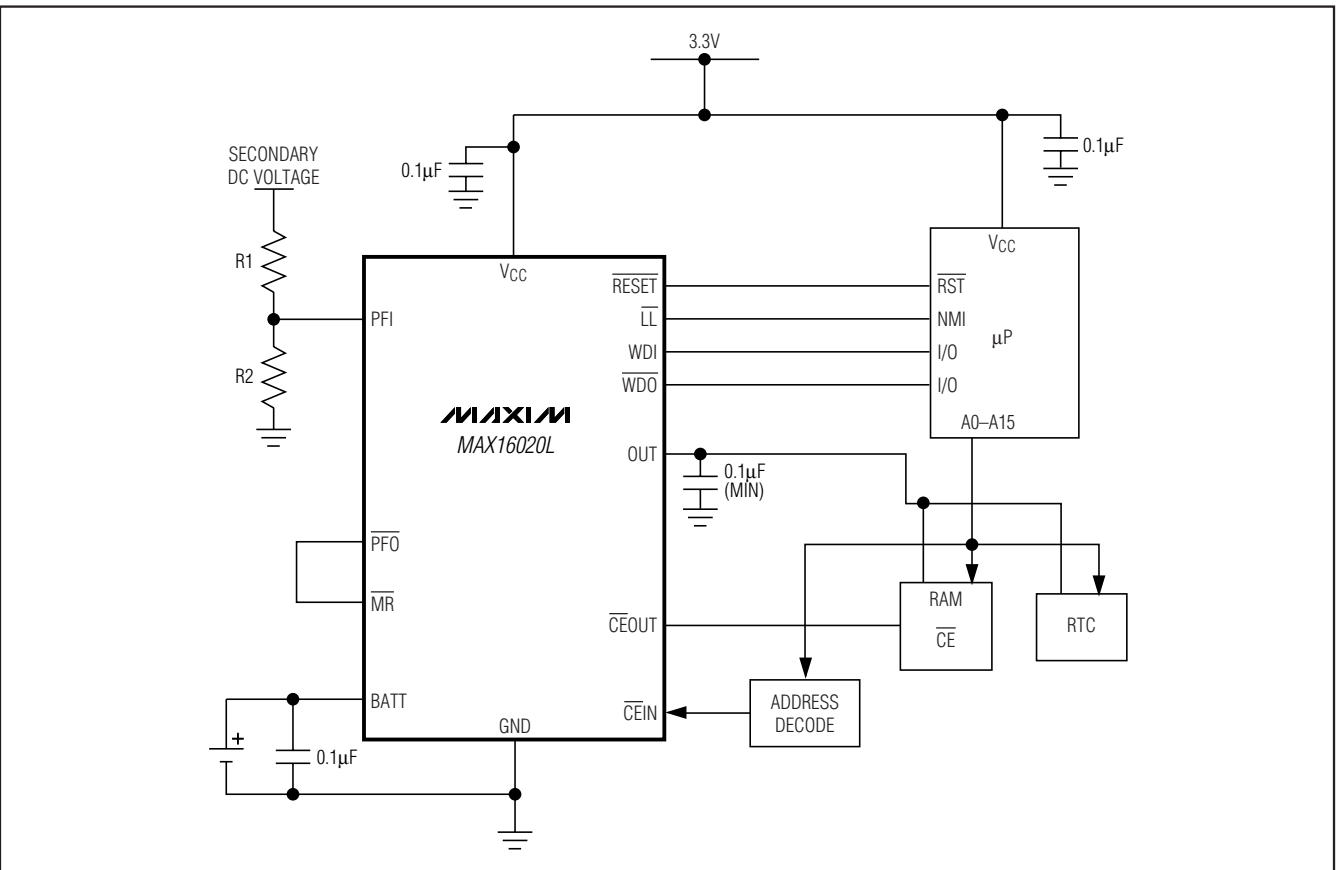 3.3V
0.1μF
0.1μF
SECONDARY
DC VOLTAGE
R1
R2
VCC
PFI
PFO
MR
BATT
GND
MAXIM
MAX16020L
RESET
LL
WDI
WDO
OUT
CEOUT
CEIN
0.1μF
(MIN)
VCC
RST
NMI
I/O
I/O
μP
A0–A15
RAM
CE
RTC
ADDRESS
DECODE
+
0.1μF